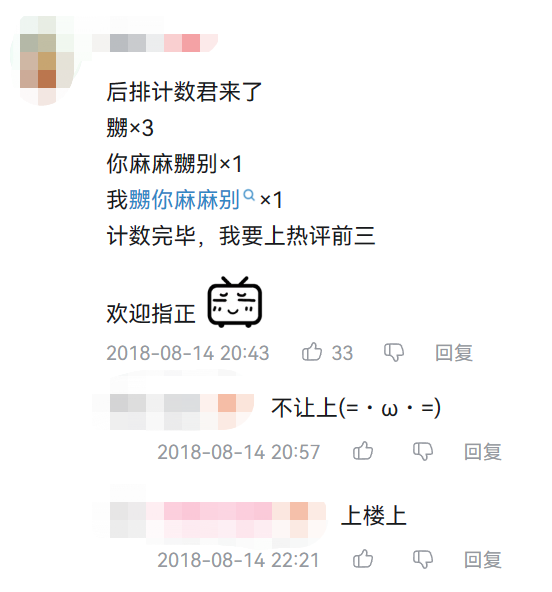 后排计数君来了
嬲×3
你麻麻嬲别×1
我嬲你麻麻别×1
计数完毕，我要上热评前三
欢迎指正
2018-08-14 20:43 33 回复
不让上(=・ω・=)
2018-08-14 20:57 回复
上楼上
2018-08-14 22:21 回复